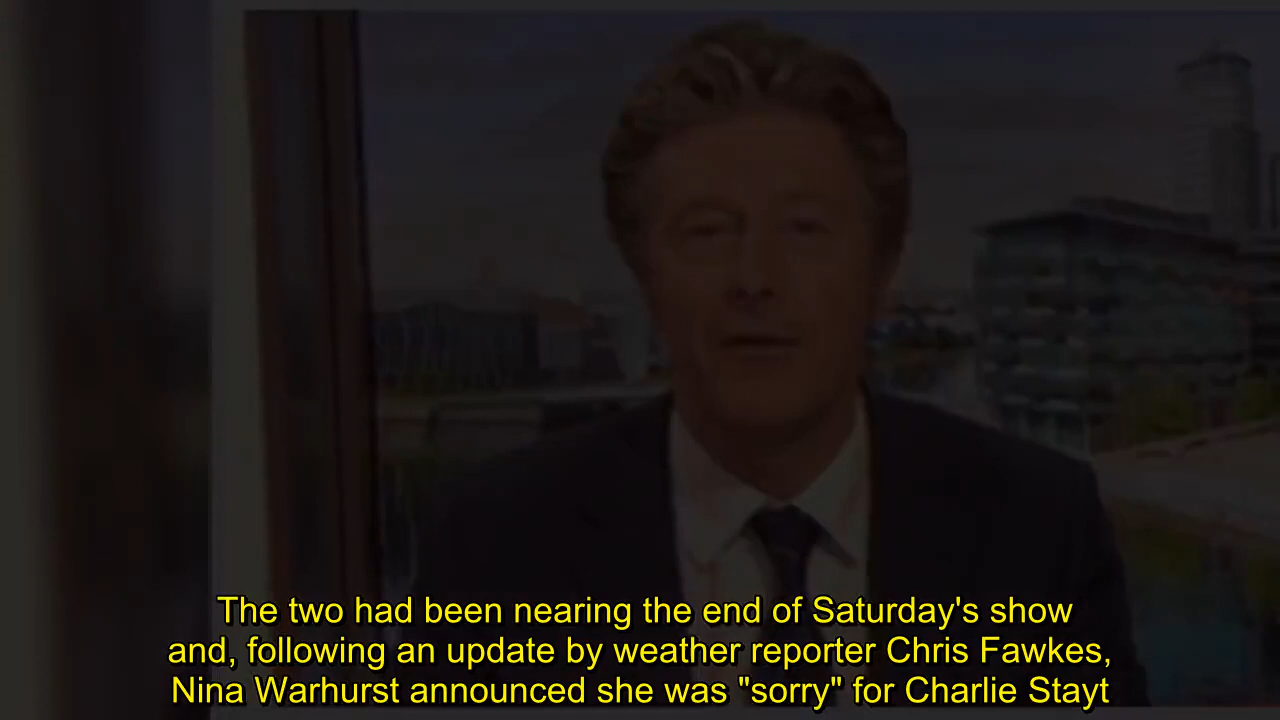 The two had been nearing the end of Saturday's show
and, following an update by weather reporter Chris Fawkes,
Nina Warhurst announced she was "sorry" for Charlie Stayt